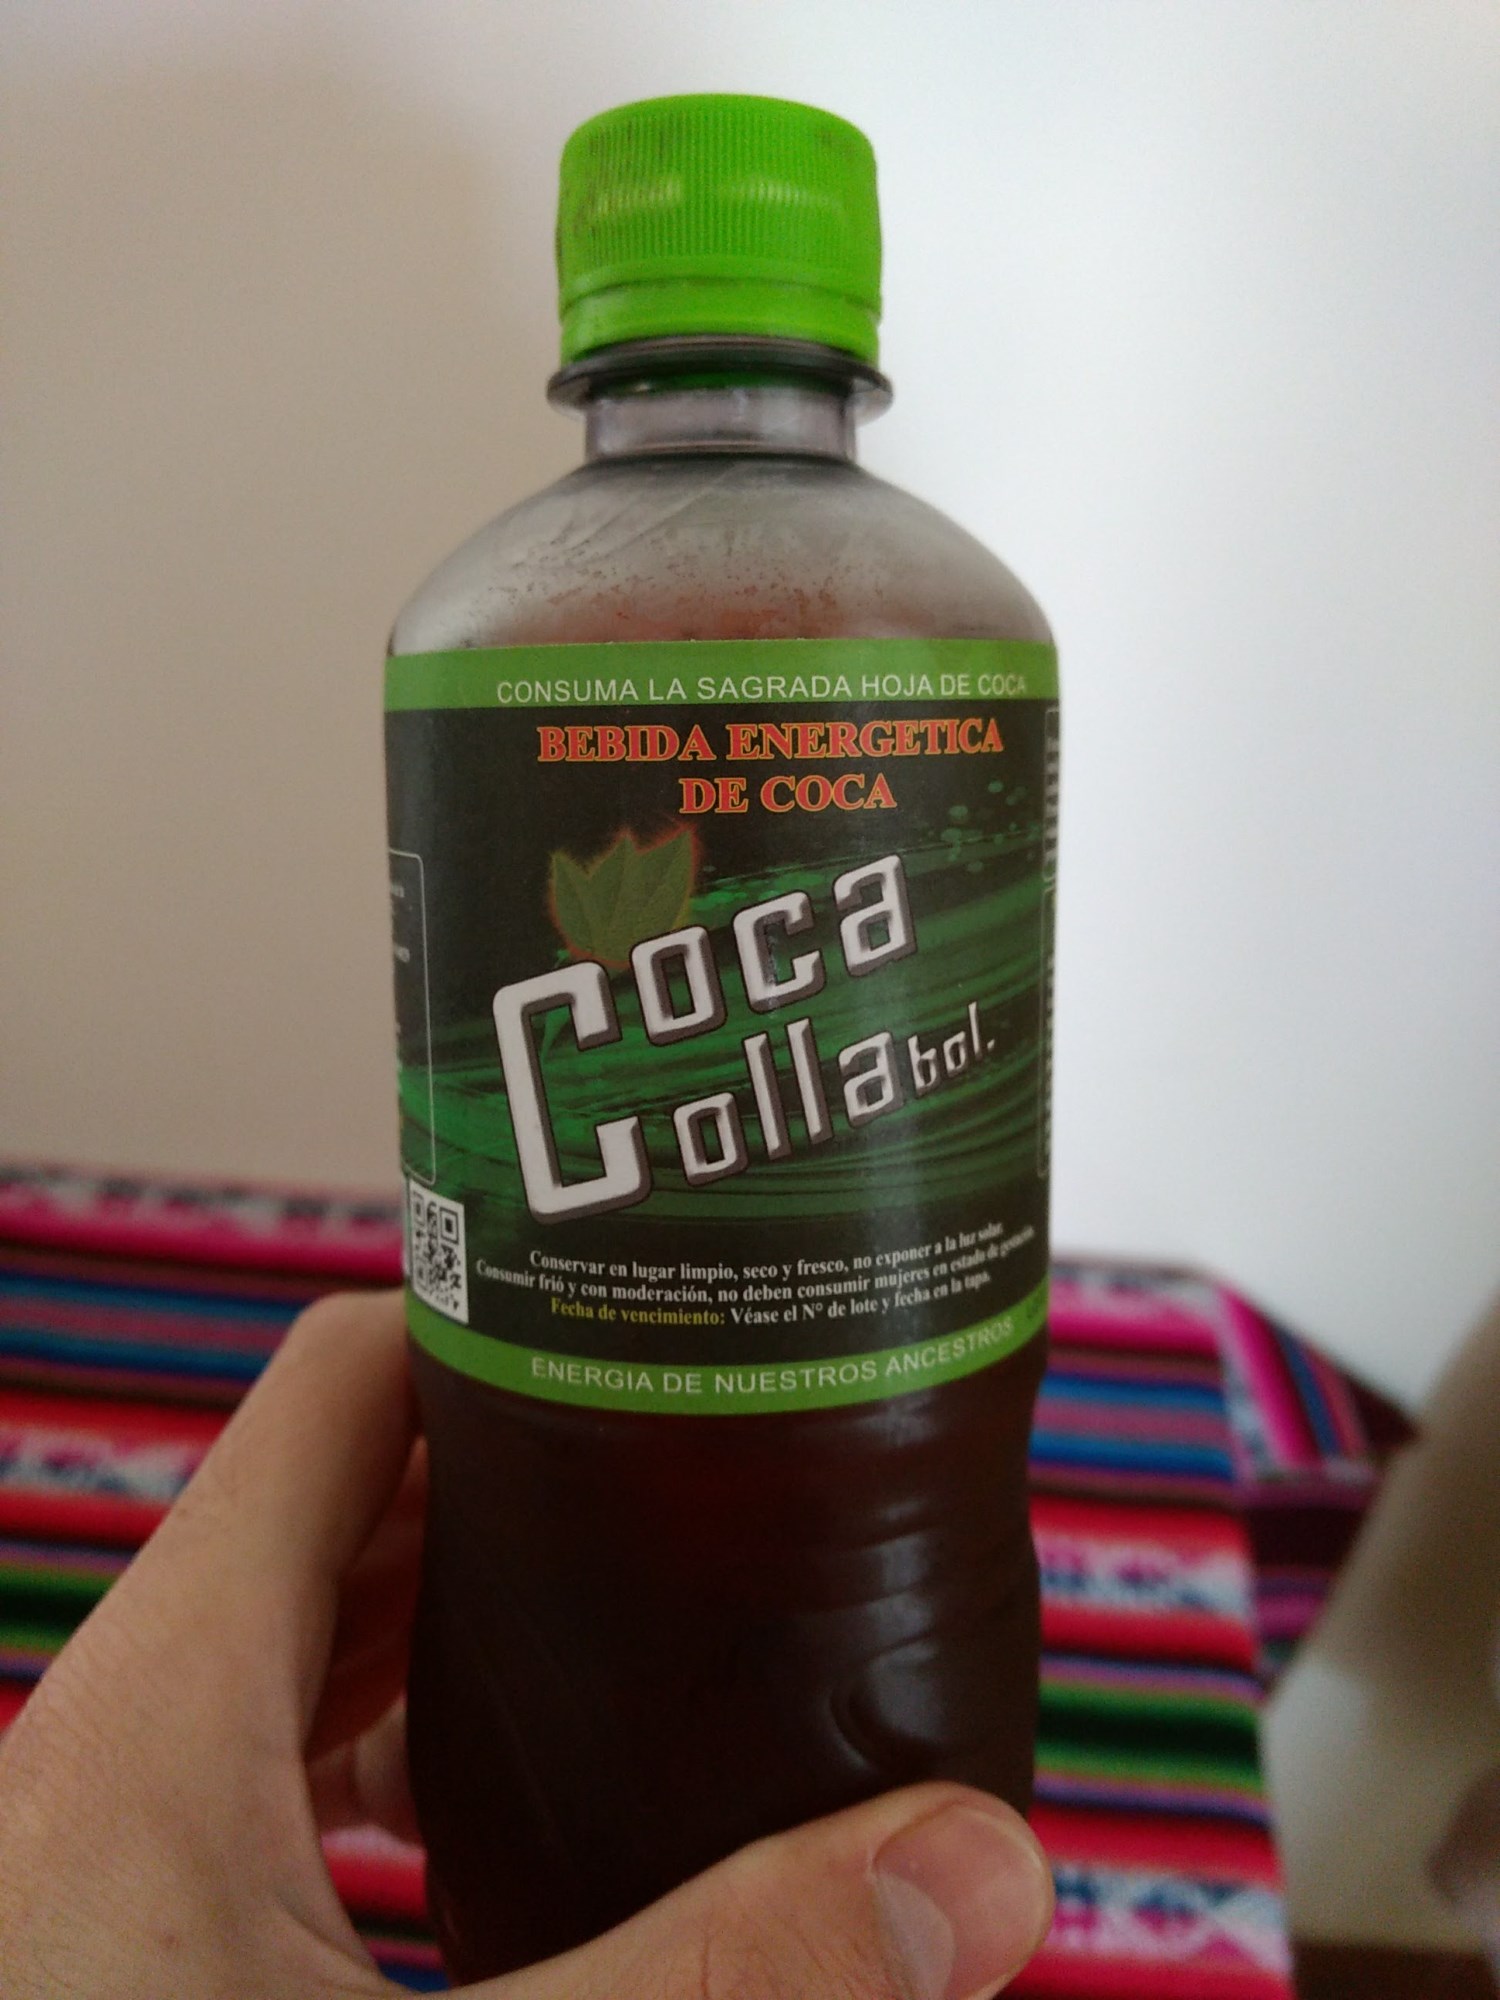 CONSUMA LA SAGRADA HOJA DE COCA
BEBIDA ENERGETICA
DE COCA
Coca
Colla bol.
Conservar en lugar limpio, seco y fresco, no exponer a la luz solar.
Consumir frió y con moderación, no deben consumir mujeres en estado de gestación.
Fecha de vencimiento: Véase el N° de lote y fecha en la tapa.
ENERGIA DE NUESTROS ANCESTROS